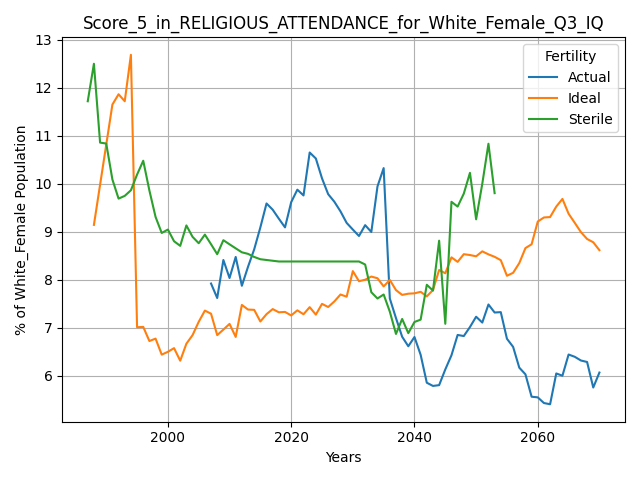 Score_5_in_RELIGIOUS_ATTENDANCE_for_White_Female_Q3_IQ
13
12
11
10
9
8
7
6
% of White_Female Population
Fertility
Actual
Ideal
Sterile
2000
2020
2040
2060
Years